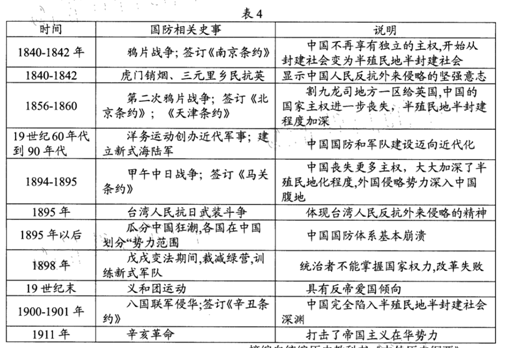 表 4
时间
国防相关史事
说明
1840-1842 年
鸦片战争；签订《南京条约》
中国不再享有独立的主权,开始从
封建社会变为半殖民地半封建社会
1840-1842
虎门销烟、三元里乡民抗英
显示中国人民反抗外来侵略的坚强意志
1856-1860
第二次鸦片战争；签订《北
京条约》；《天津条约》
割九龙司地方一区给英国,中国的
国家主权进一步丧失，半殖民地半封建
程度加深
19 世纪 60 年代
到 90 年代
洋务运动创办近代军事；建
立新式海陆军
中国国防和军队建设迈向近代化
1894-1895
甲午中日战争；签订《马关
条约》
中国丧失更多主权，大大加深了半
殖民地化程度,外国侵略势力深入中国
腹地
1895 年
台湾人民抗日武装斗争
体现台湾人民反抗外来侵略的精神
1895 年以后
瓜分中国狂潮,各国在中国
划分“势力范围
中国国防体系基本崩溃
1898 年
戊戌变法期间,裁减绿营,训
练新式军队
统治者不能掌握国家权力,改革失败
19 世纪末
义和团运动
具有反帝爱国倾向
1900-1901 年
八国联军侵华;签订《辛丑条
约》
中国完全陷入半殖民地半封建社会
深渊
1911 年
辛亥革命
打击了帝国主义在华势力